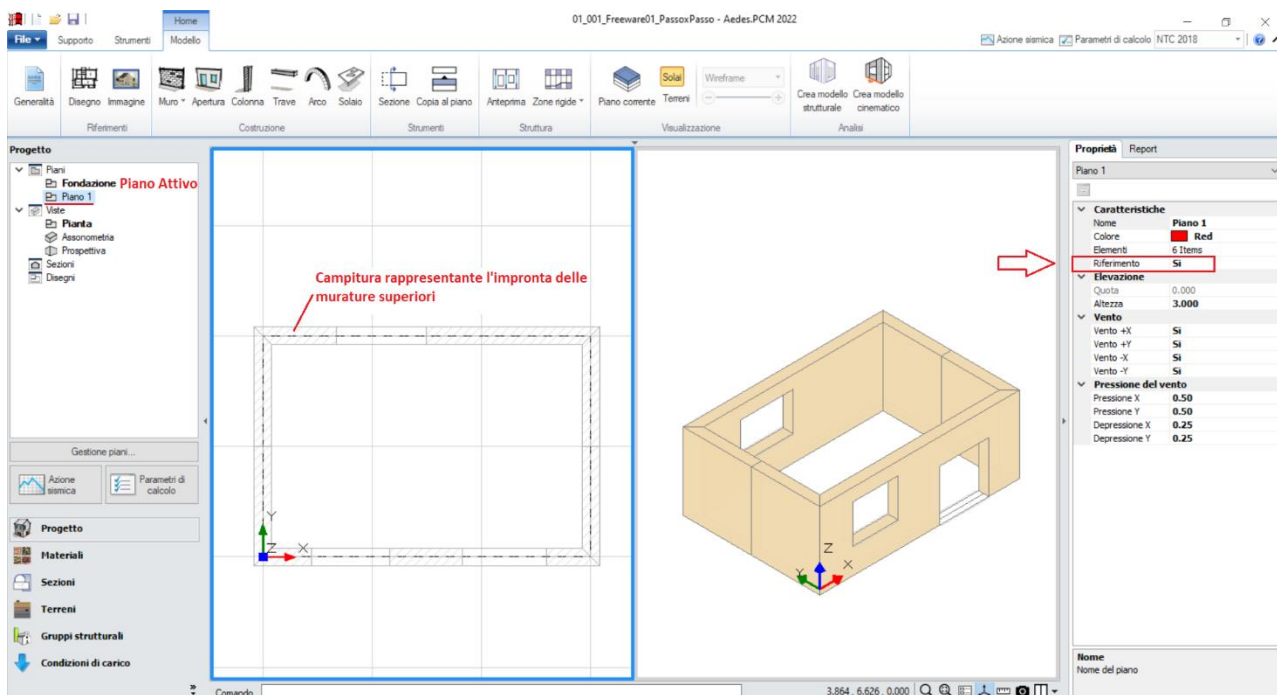 Home
01_001_Freeware01_PassoxPasso - Aedes.PCM 2022
File
Supporto
Strumenti
Modello
Azione sismica
Parametri di calcolo
NTC 2018
Generalità
Disegno
Immagine
Muro
Apertura
Colonna
Trave
Arco
Solaio
Sezione
Copia al piano
Anteprima
Zone rigide
Piano corrente
Solai
Terreni
Wireframe
Crea modello strutturale
Crea modello cinematico
Riferimenti
Costruzione
Strumenti
Struttura
Visualizzazione
Analisi
Progetto
Piani
Fondazione Piano Attivo
Piano 1
Viste
Pianta
Assonometria
Prospettiva
Sezioni
Disegni
Gestione piani...
Azione
sismica
Parametri di
calcolo
Progetto
Materiali
Sezioni
Terreni
Gruppi strutturali
Condizioni di carico
Campitura rappresentante l'impronta delle
murature superiori
Y
Z
X
Z
Y
X
Comando
3.864 , 6.626 , 0.000
Proprietà
Report
Piano 1
Caratteristiche
Nome Piano 1
Colore Red
Elementi 6 Items
Riferimento Sì
Elevazione
Quota 0.000
Altezza 3.000
Vento
Vento +X Sì
Vento +Y Sì
Vento -X Sì
Vento -Y Sì
Pressione del vento
Pressione X 0.50
Pressione Y 0.50
Depressione X 0.25
Depressione Y 0.25
Nome
Nome del piano